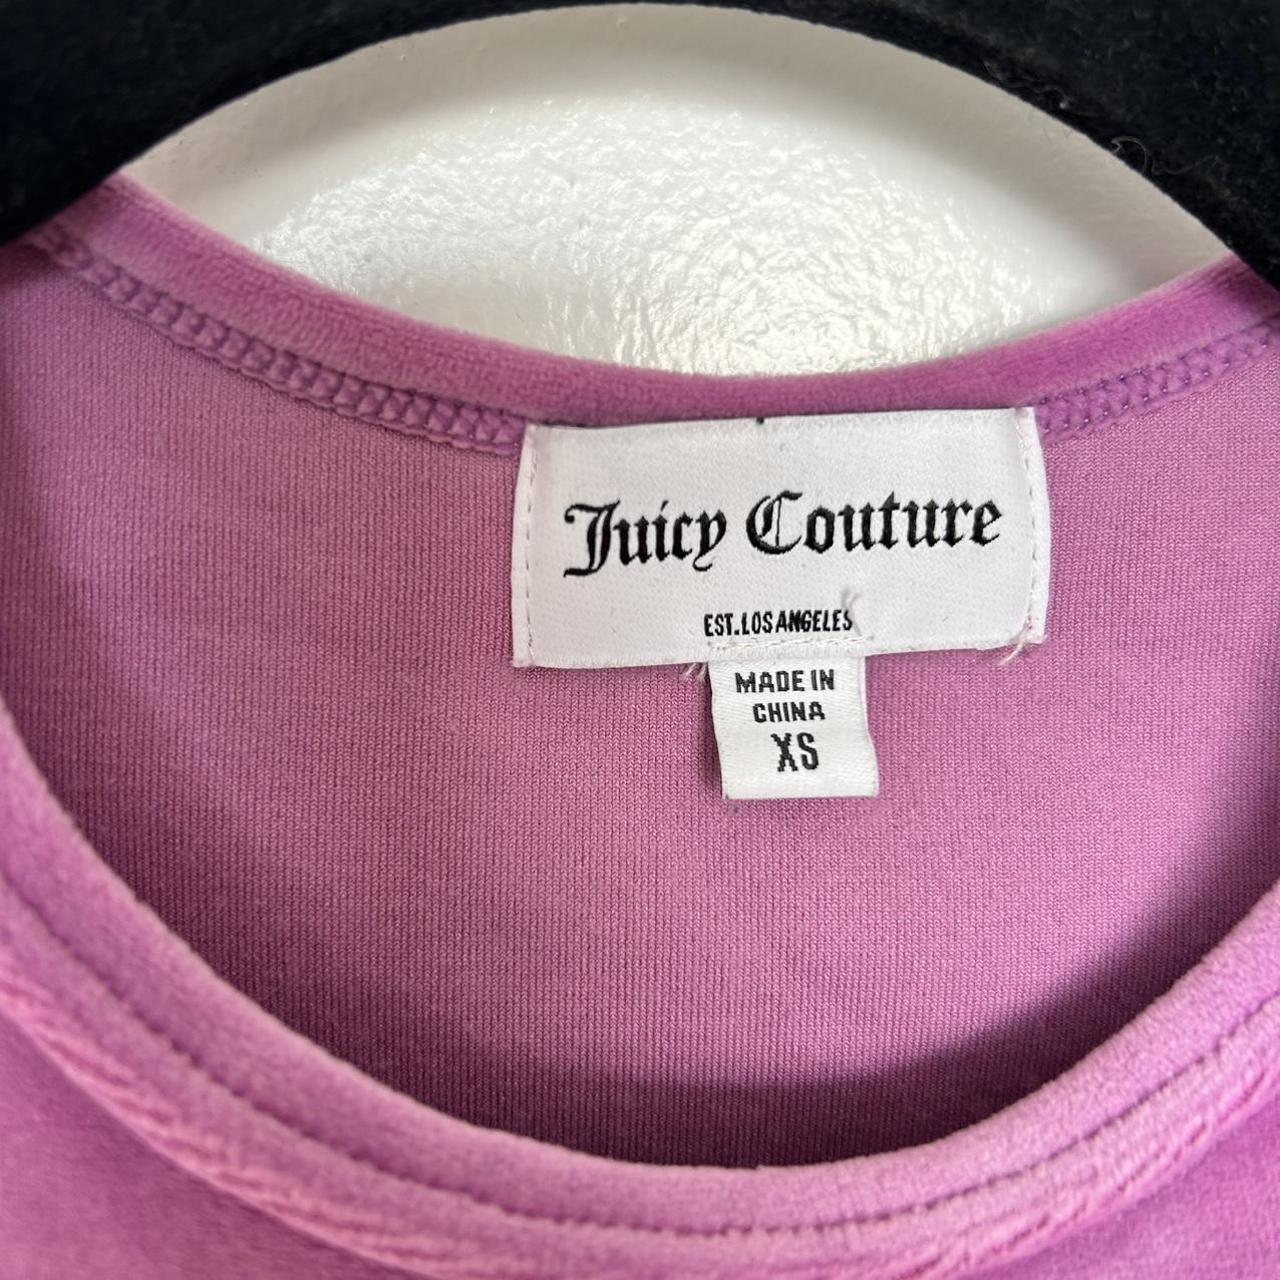 Juicy Couture
EST.LOS ANGELES
MADE IN
CHINA
XS